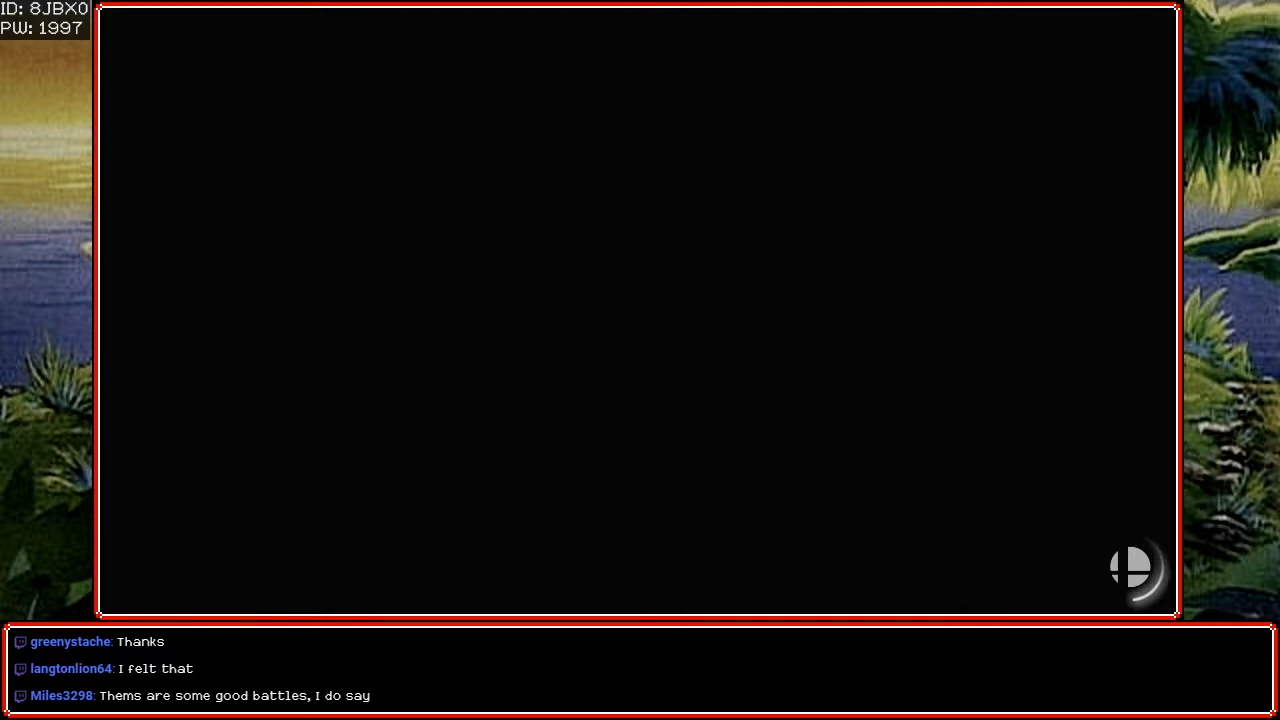 ID: 8JBX0
PW: 1997
greenystache: Thanks
langtonlion64: I felt that
Miles3298: Thems are some good battles, I do say